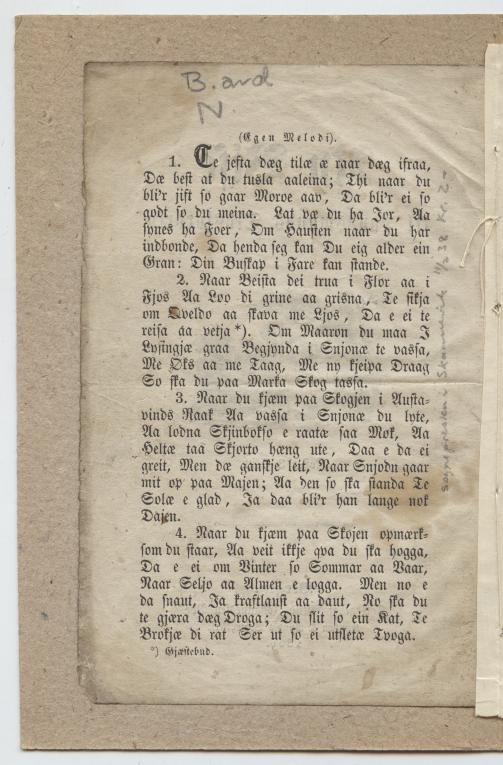 B. and
N
(Egen Melodi).
1. Te jefta dæg tilæ æ raar dæg ifraa,
Dæ best at du tusla aaleina; Thi naar du
bli'r jift so gaar Moroe aav, Da bli'r ei so
godt so du meina. Lat væ du ha Jor, Aa
synes ha Foer, Om Hausten naar du har
indbonde, Da henda seg kan Du eig alder ein
Gran: Din Buskap i Fare kan stande.
2. Naar Beista dei trua i Flor aa i
Fjos Aa Loo di grine aa grisna, Te sikja
om Qveldo aa skava me Ljos, Da e ei te
reisa aa vetja*). Om Maaron du maa J
Lysingjæ graa Begjynda i Snjonæ te vassa,
Me Øks aa me Taag, Me ny kjeipa Draag
So ska du paa Marka Skog tassa.
3. Naar du kjæm paa Skogjen i Austa-
vinds Raak Aa vassa i Snjonæ du lyte,
Aa lodna Skjinbokso e raatæ saa Møk, Aa
Heltæ taa Skjorto hæng ute, Daa e da ei
greit, Men dæ ganskje leit, Naar Snjodn gaar
mit op paa Majen; Aa den so ska standa Te
Solæ e glad, Ja daa bli'r han lange nok
Dajen.
4. Naar du kjæm paa Skojen opmærk-
som du staar, Aa veit ikkje qva du ska hogga,
Da e ei om Vinter so Sommar aa Vaar,
Naar Seljo aa Almen e logga. Men no e
da snaut, Ja kraftlaust aa daut, No ska du
te gjæra dæg Droga; Du slit so ein Kat, Te
Brokjæ di rat Ser ut so ei utsletæ Tvoga.
*) Gjæstebud.